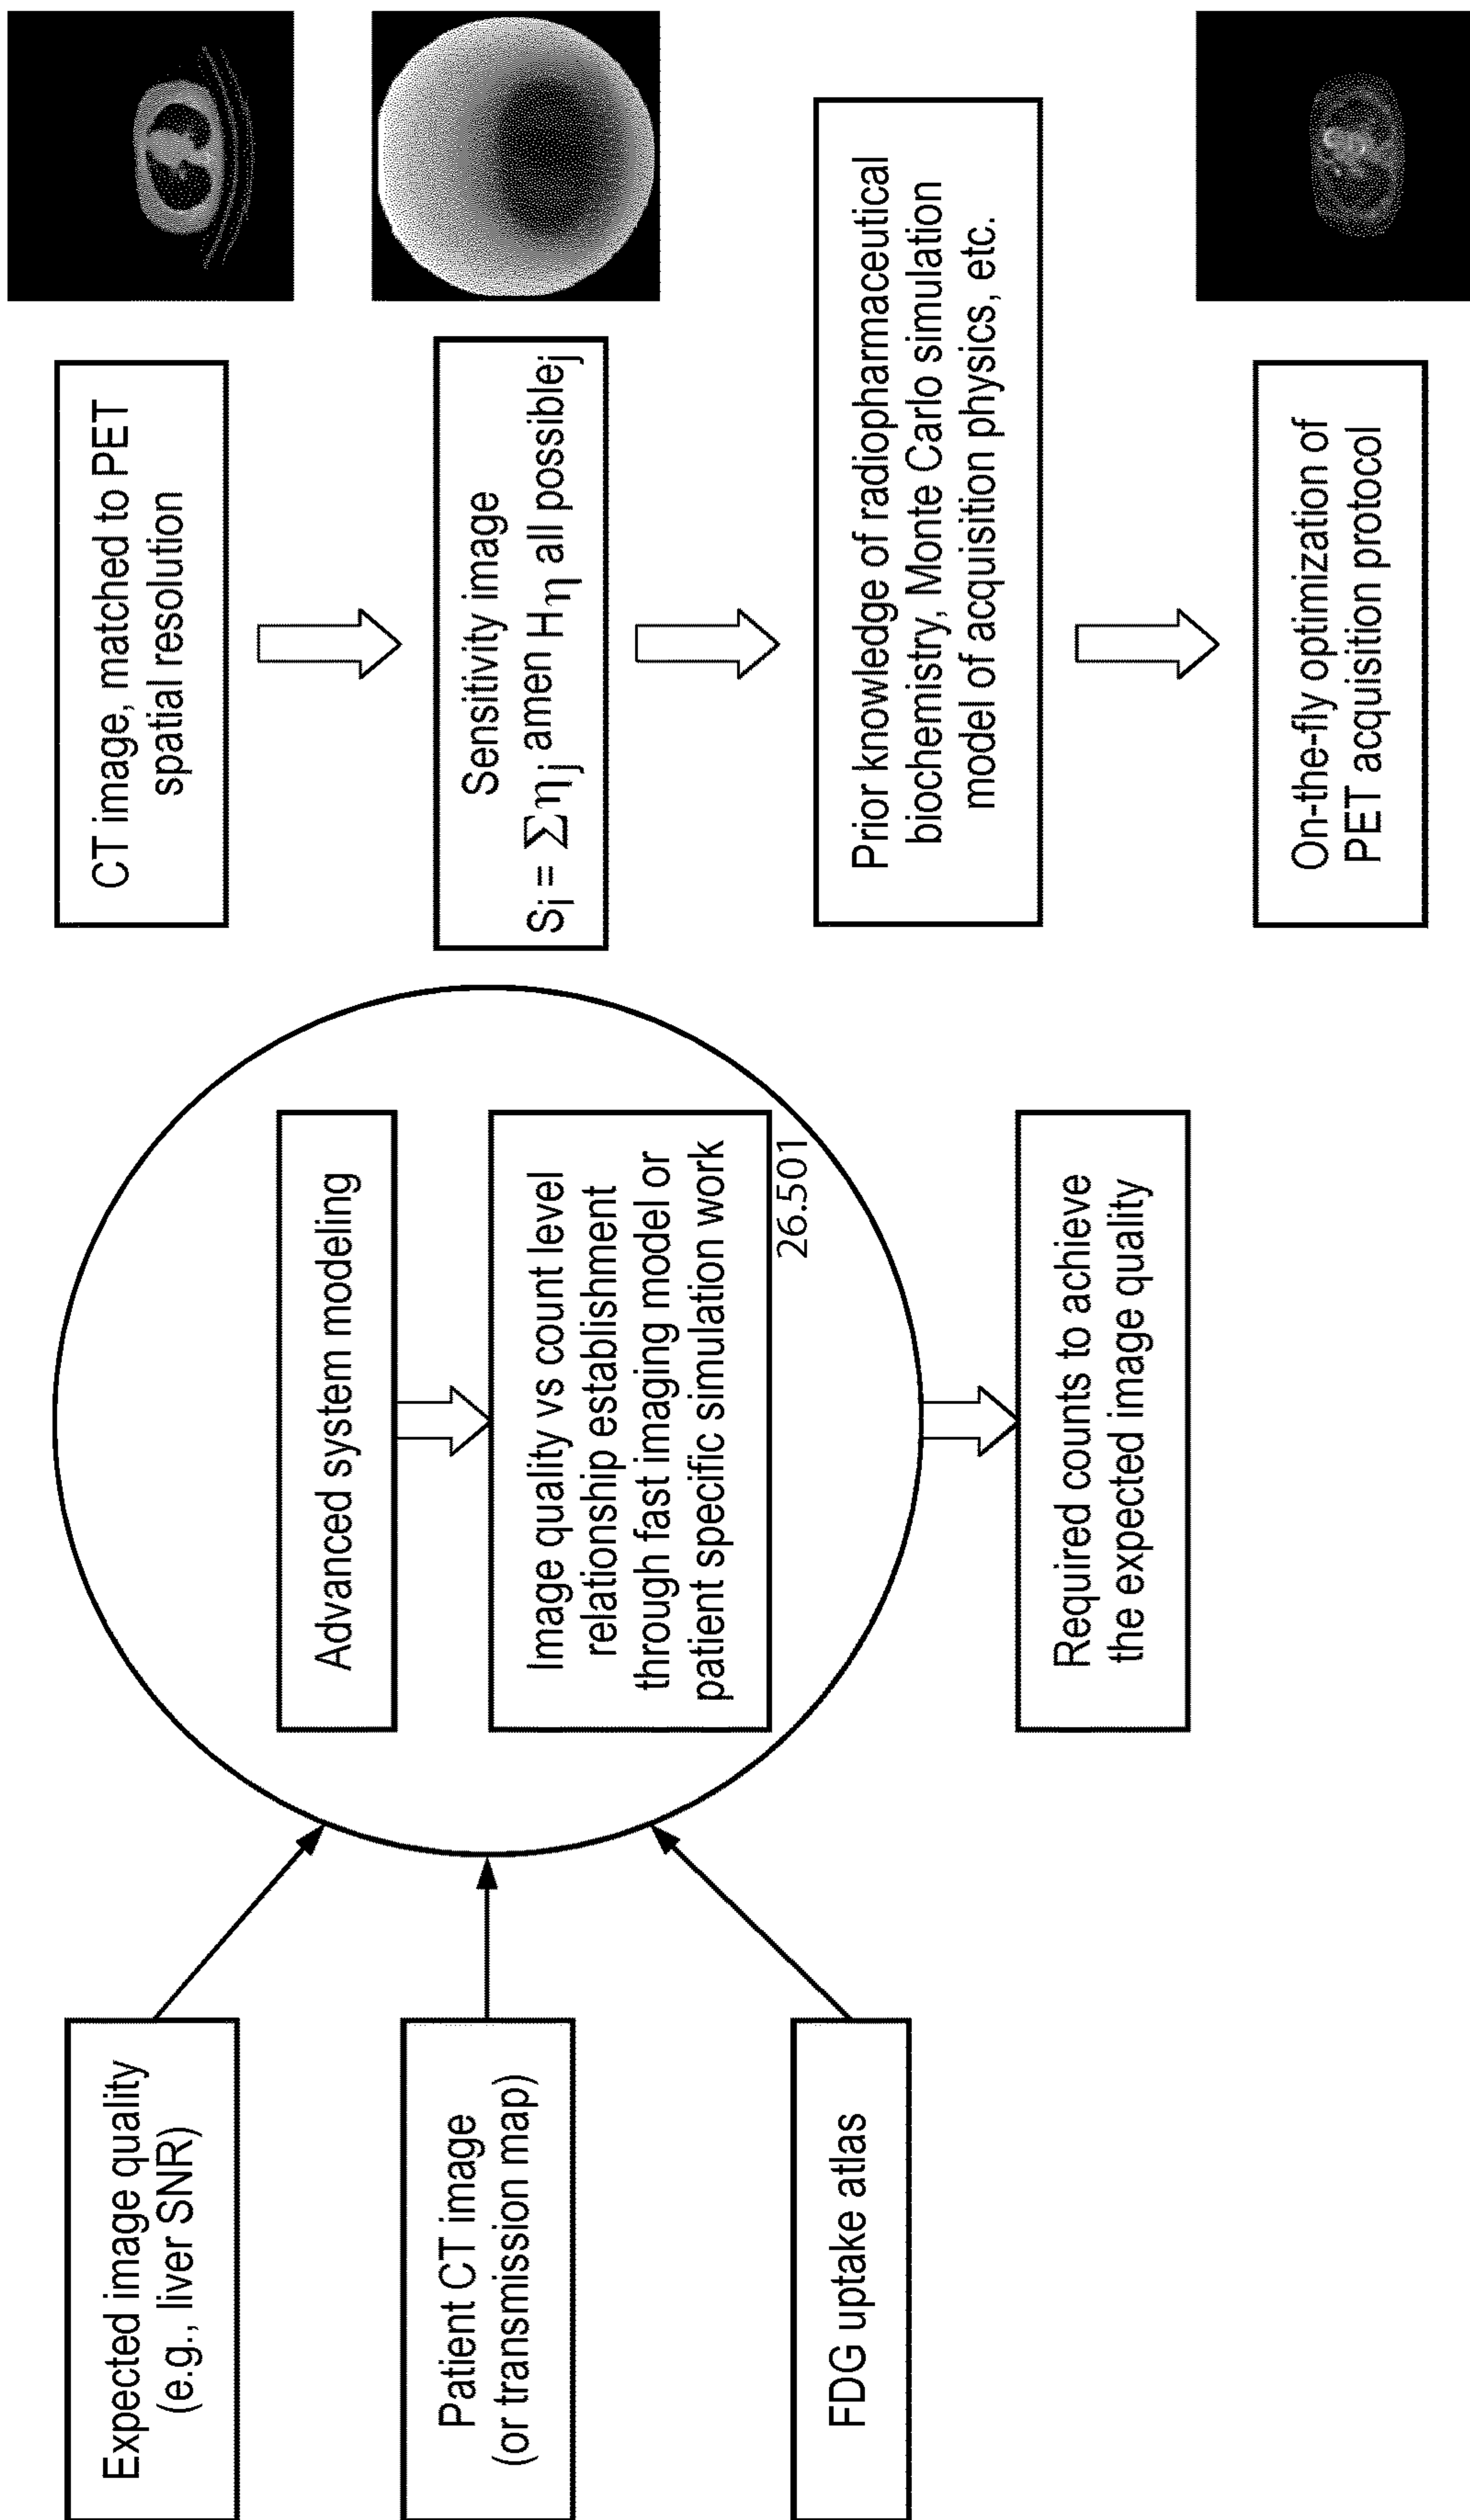 Expected image quality
(e.g., liver SNR)
Patient CT image
(or transmission map)
FDG uptake atlas
Advanced system modeling
Image quality vs count level
relationship establishment
through fast imaging model or
patient specific simulation work
26.501
Required counts to achieve
the expected image quality
CT image, matched to PET
spatial resolution
Sensitivity image
Si = Σηj amen Hη all possiblej
Prior knowledge of radiopharmaceutical
biochemistry, Monte Carlo simulation
model of acquisition physics, etc.
On-the-fly optimization of
PET acquisition protocol